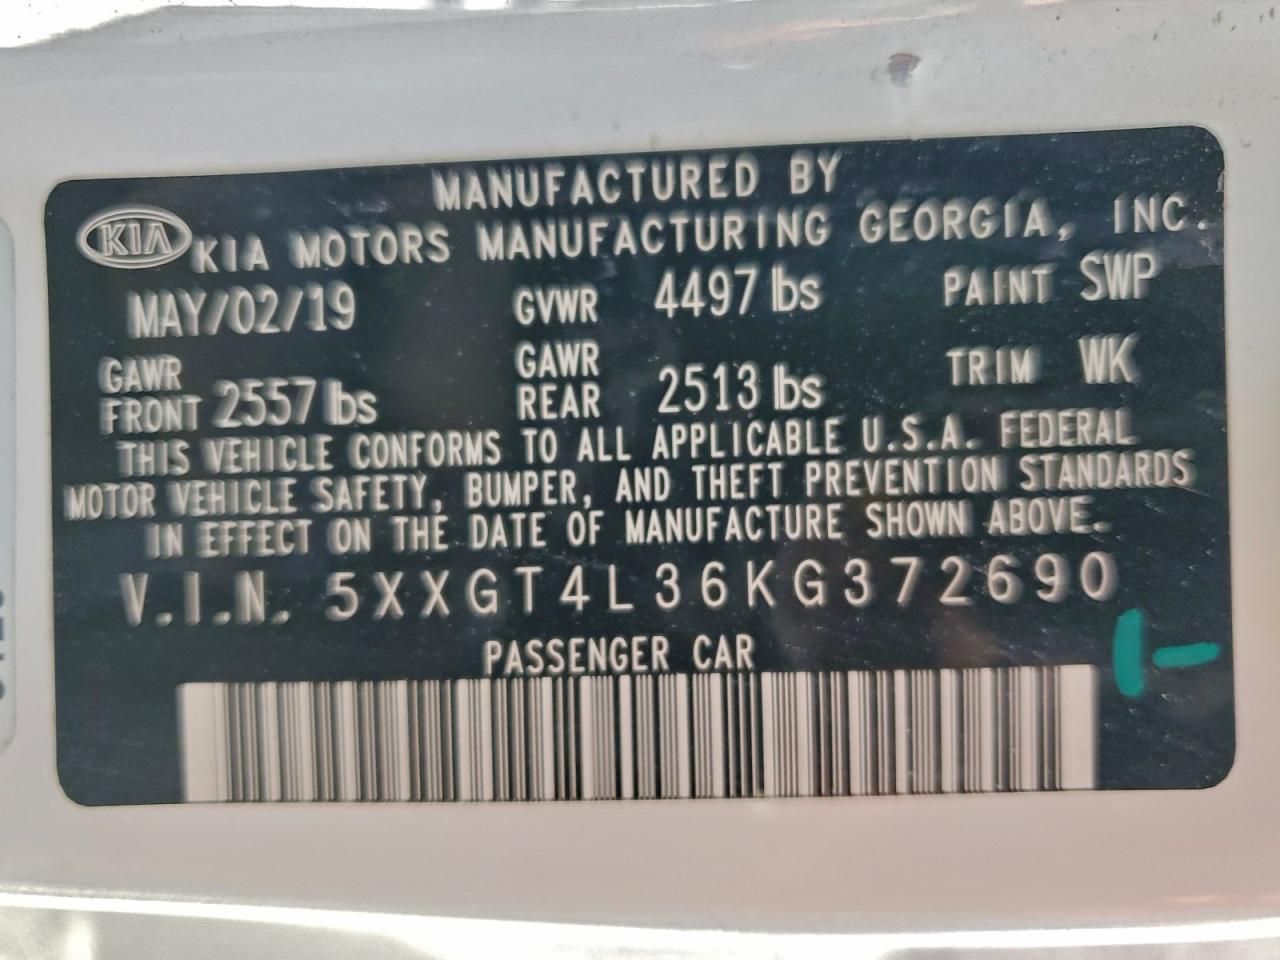 MANUFACTURED BY
KIA KIA MOTORS MANUFACTURING GEORGIA, INC.
MAY/02/19 GVWR 4497 lbs PAINT SWP
GAWR FRONT 2557 lbs GAWR REAR 2513 lbs TRIM WK
THIS VEHICLE CONFORMS TO ALL APPLICABLE U.S.A. FEDERAL
MOTOR VEHICLE SAFETY, BUMPER, AND THEFT PREVENTION STANDARDS
IN EFFECT ON THE DATE OF MANUFACTURE SHOWN ABOVE.
V.I.N. 5XXGT4L36KG372690
PASSENGER CAR